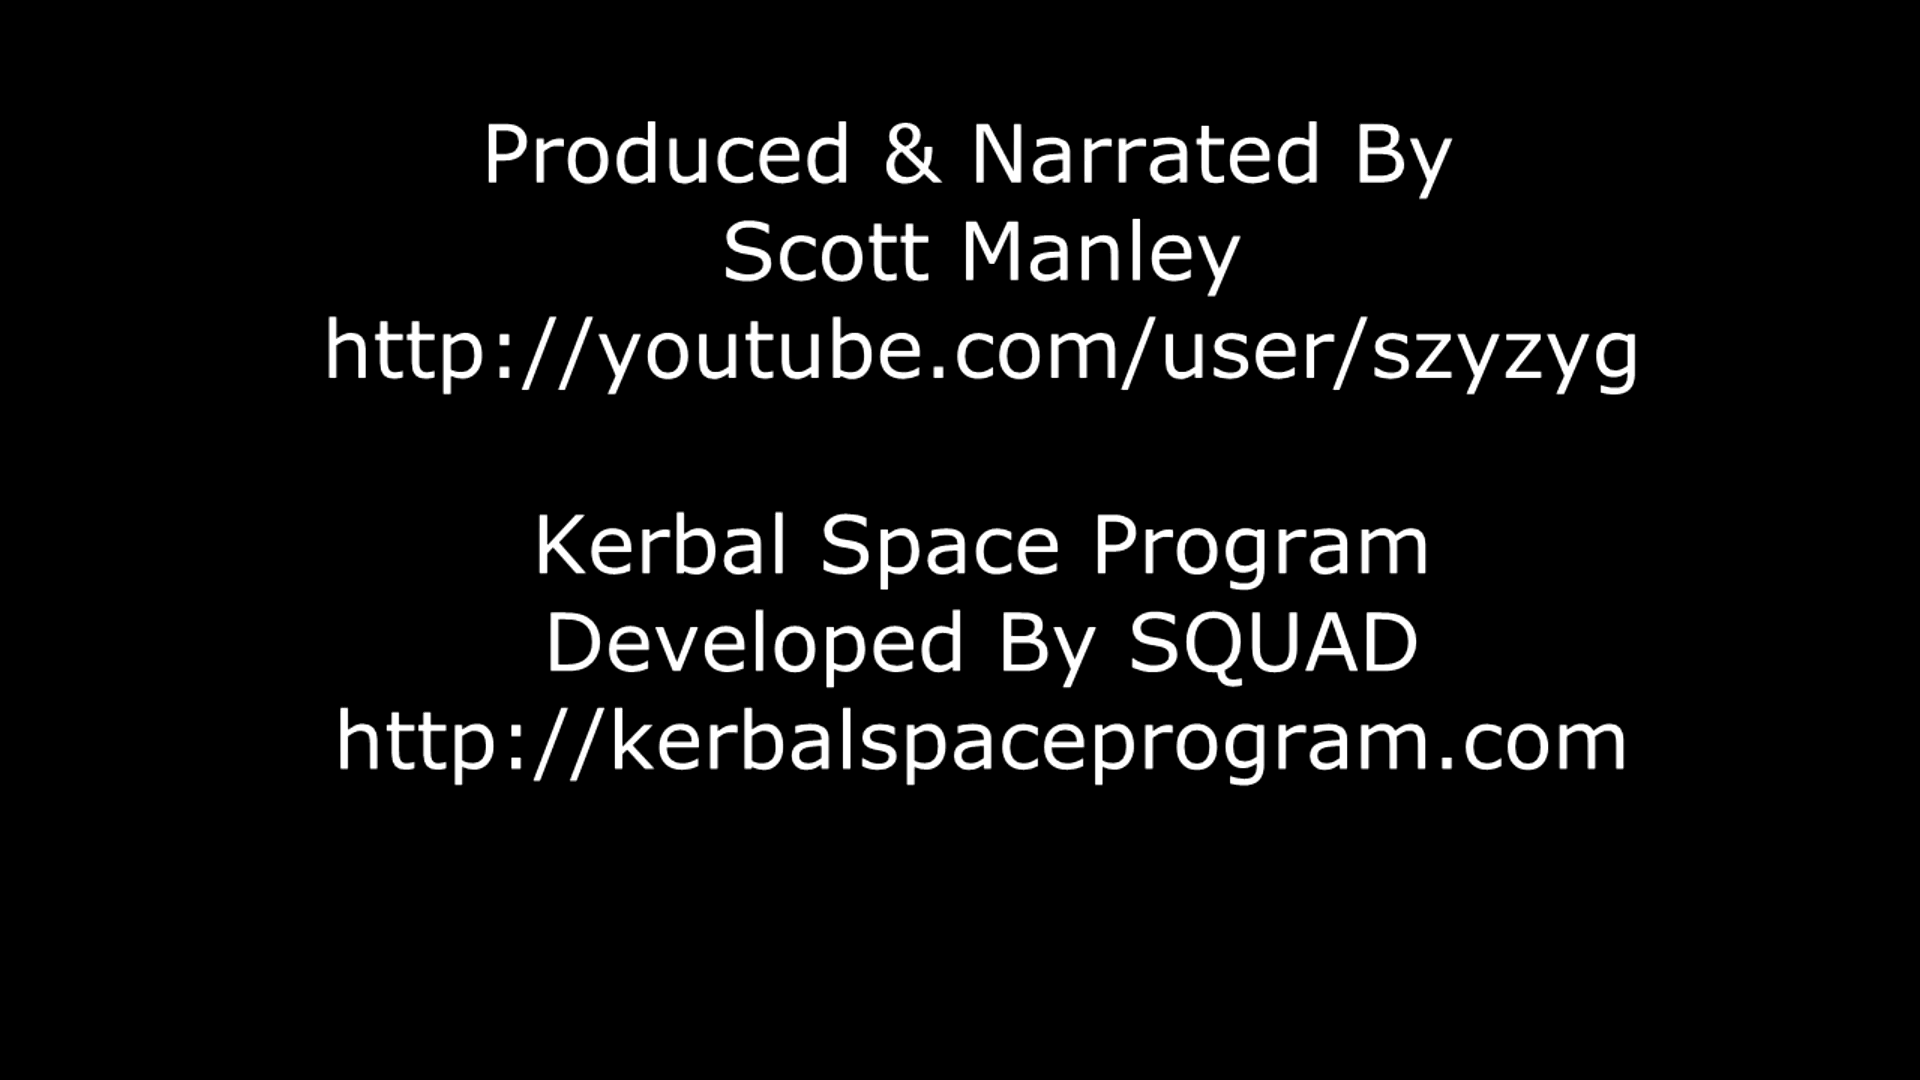 Produced & Narrated By
Scott Manley
http://youtube.com/user/szyzyg
Kerbal Space Program
Developed By SQUAD
http://kerbalspaceprogram.com